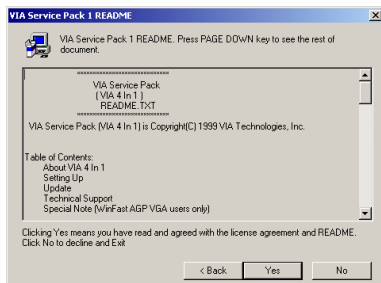 VIA Service Pack 1 README
VIA Service Pack 1 README. Press PAGE DOWN key to see the rest of
document.
""""""""""""""""""""""""""""""
VIA Service Pack
( VIA 4 In 1 )
README.TXT
""""""""""""""""""""""""""""""
VIA Service Pack (VIA 4 In 1) is Copyright(C) 1999 VIA Technologies, Inc.
Table of Contents:
About VIA 4 In 1
Setting Up
Update
Technical Support
Special Note (WinFast AGP VGA users only)
Clicking Yes means you have read and agreed with the license agreement and README.
Click No to decline and Exit
< Back
Yes
No